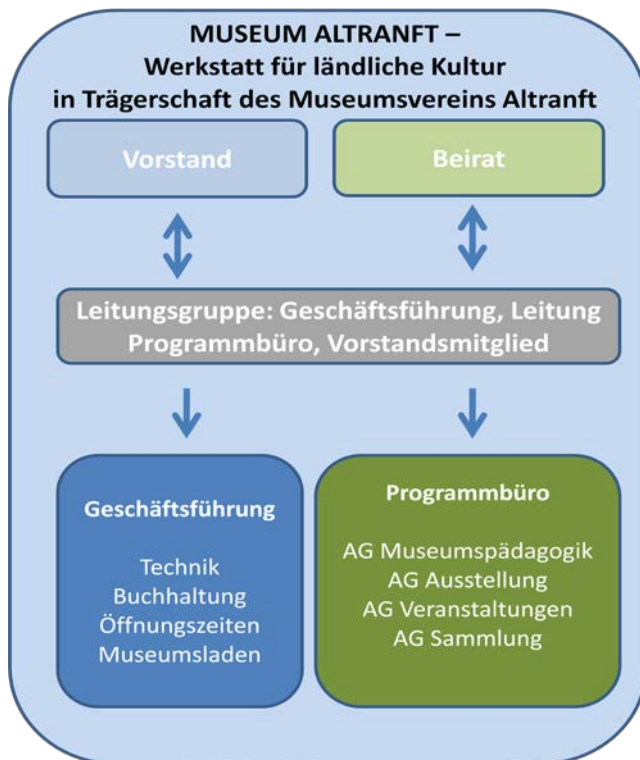 MUSEUM ALTRANFT –
Werkstatt für ländliche Kultur
in Trägerschaft des Museumsvereins Altranft
Vorstand
Beirat
Leitungsgruppe: Geschäftsführung, Leitung
Programmbüro, Vorstandsmitglied
Geschäftsführung
Technik
Buchhaltung
Öffnungszeiten
Museumsladen
Programmbüro
AG Museumspädagogik
AG Ausstellung
AG Veranstaltungen
AG Sammlung